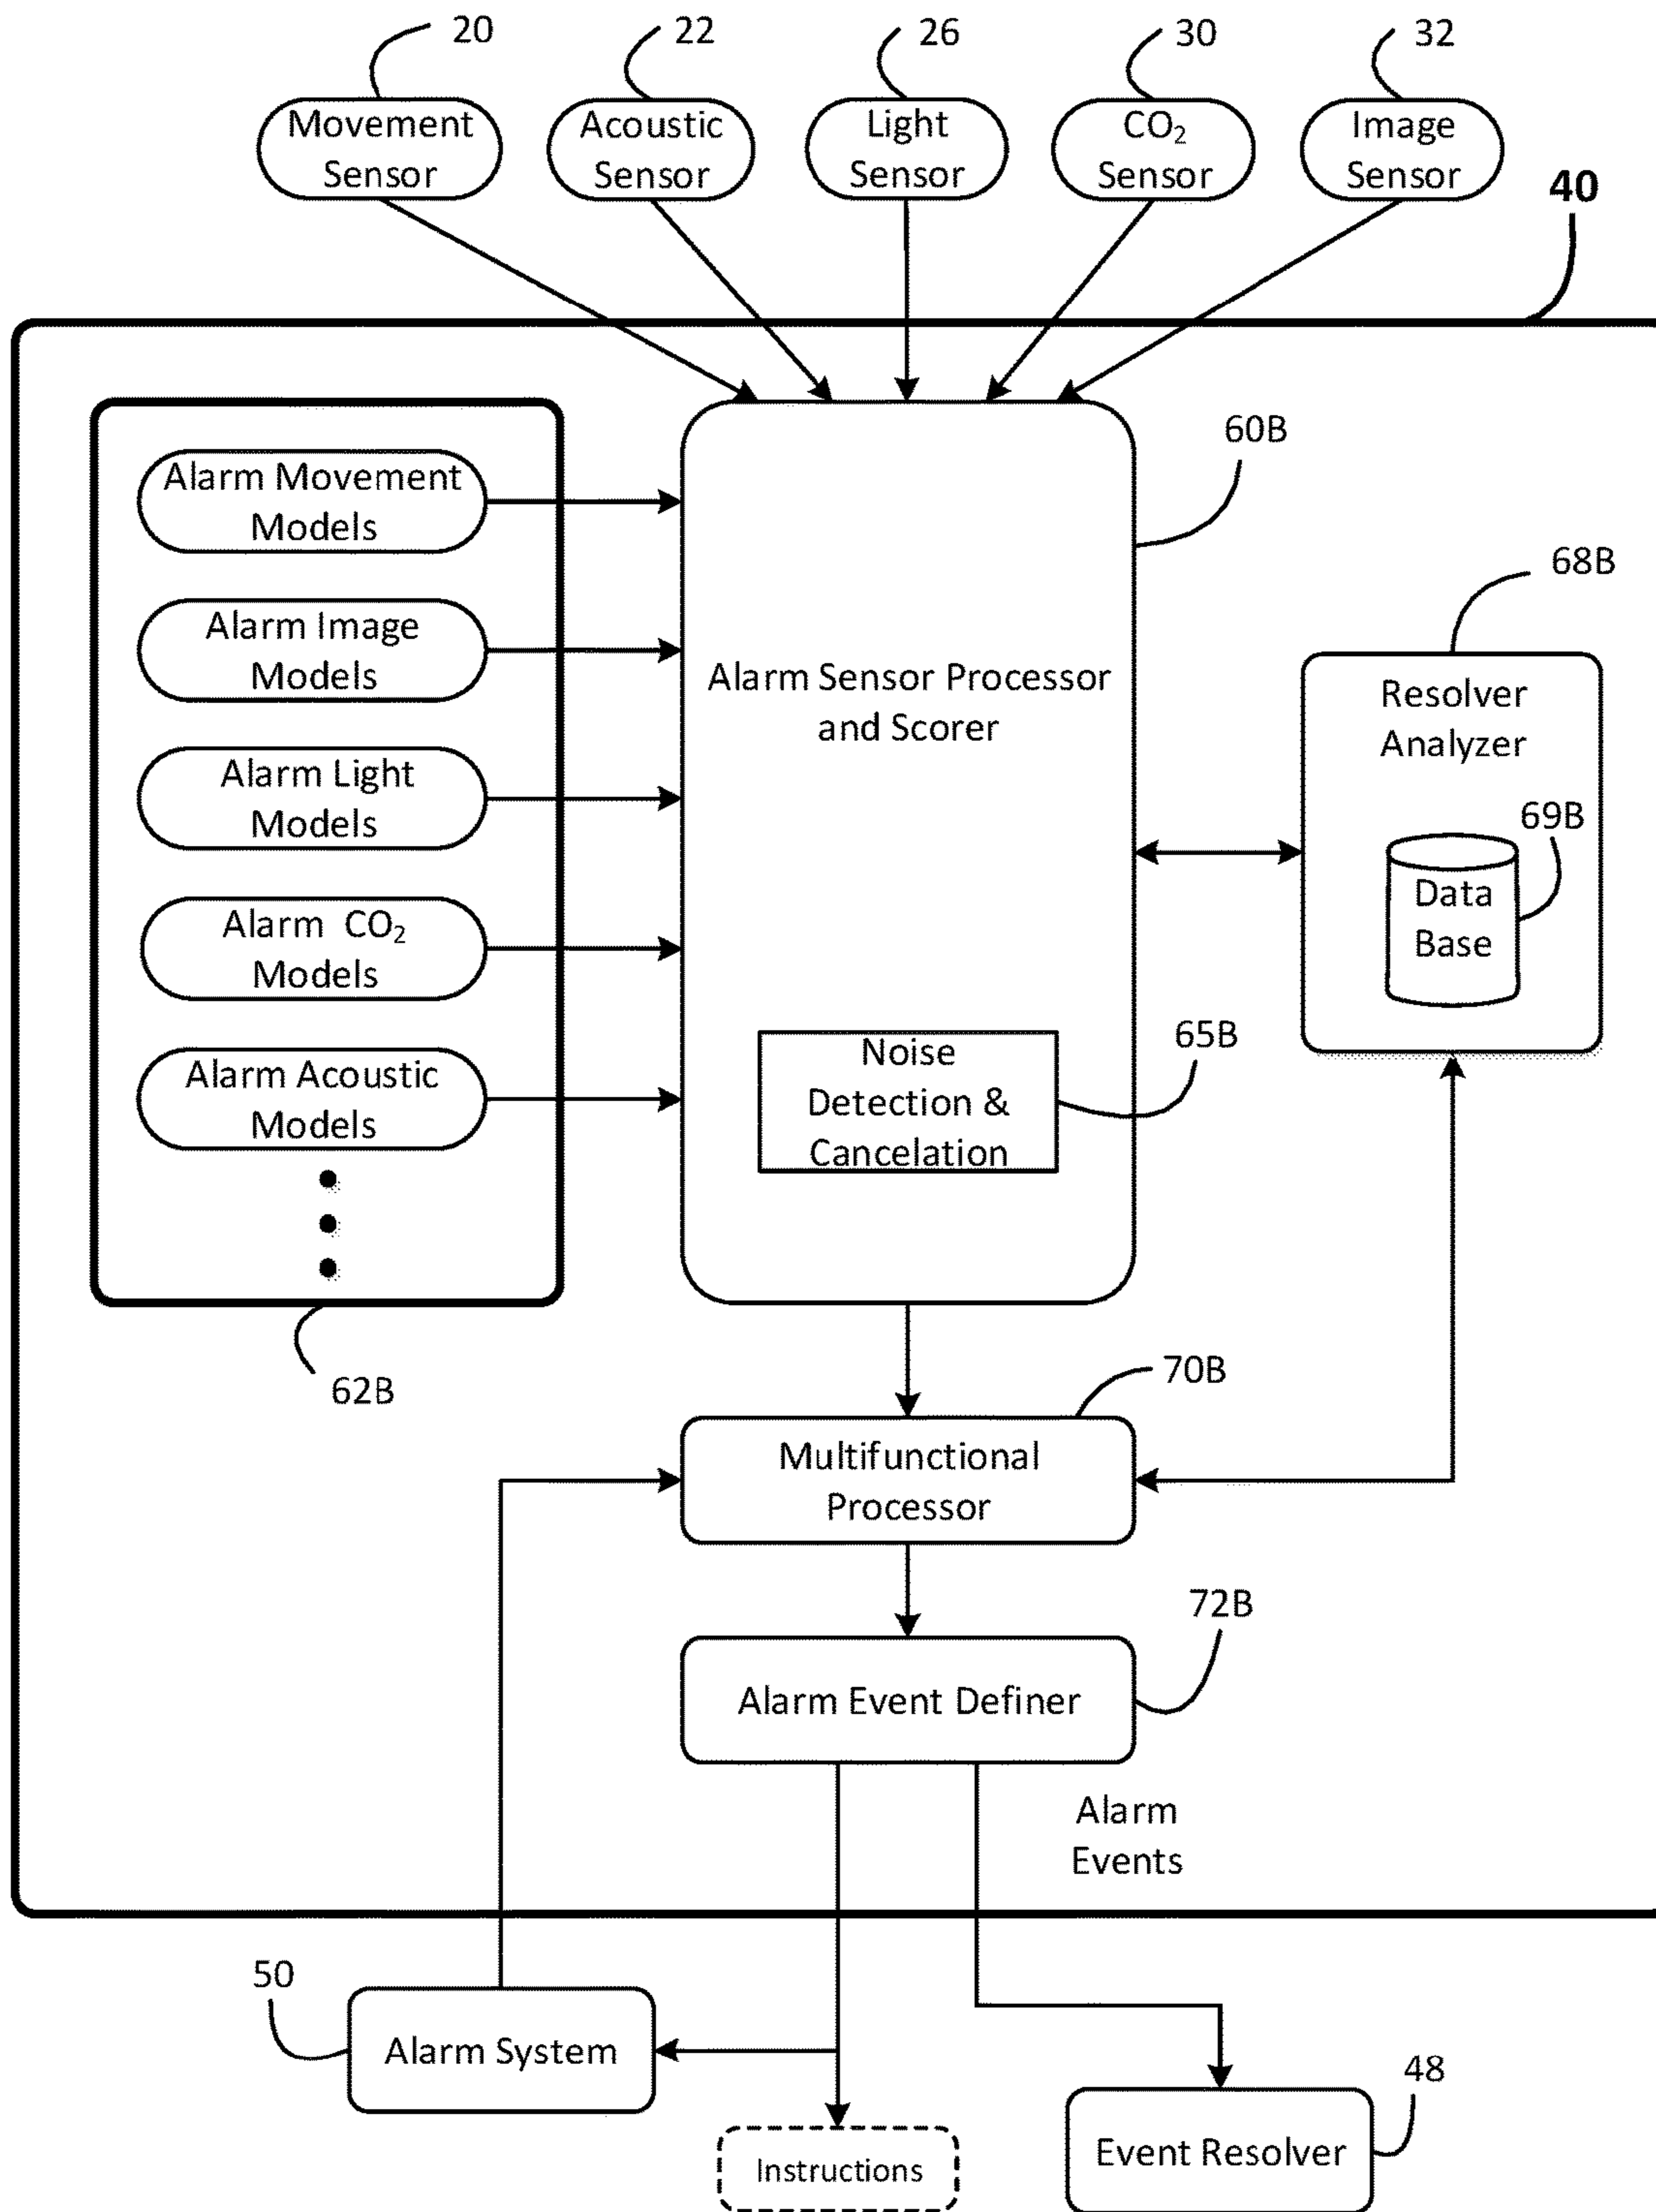 20
22
26
30
32
Movement
Sensor
Acoustic
Sensor
Light
Sensor
CO₂
Sensor
Image
Sensor
40
60B
Alarm Movement
Models
Alarm Image
Models
Alarm Light
Models
Alarm CO₂
Models
Alarm Acoustic
Models
62B
Alarm Sensor Processor
and Scorer
Noise
Detection &
Cancelation
65B
68B
Resolver
Analyzer
69B
Data
Base
70B
Multifunctional
Processor
72B
Alarm Event Definer
Alarm
Events
50
Alarm System
Instructions
48
Event Resolver